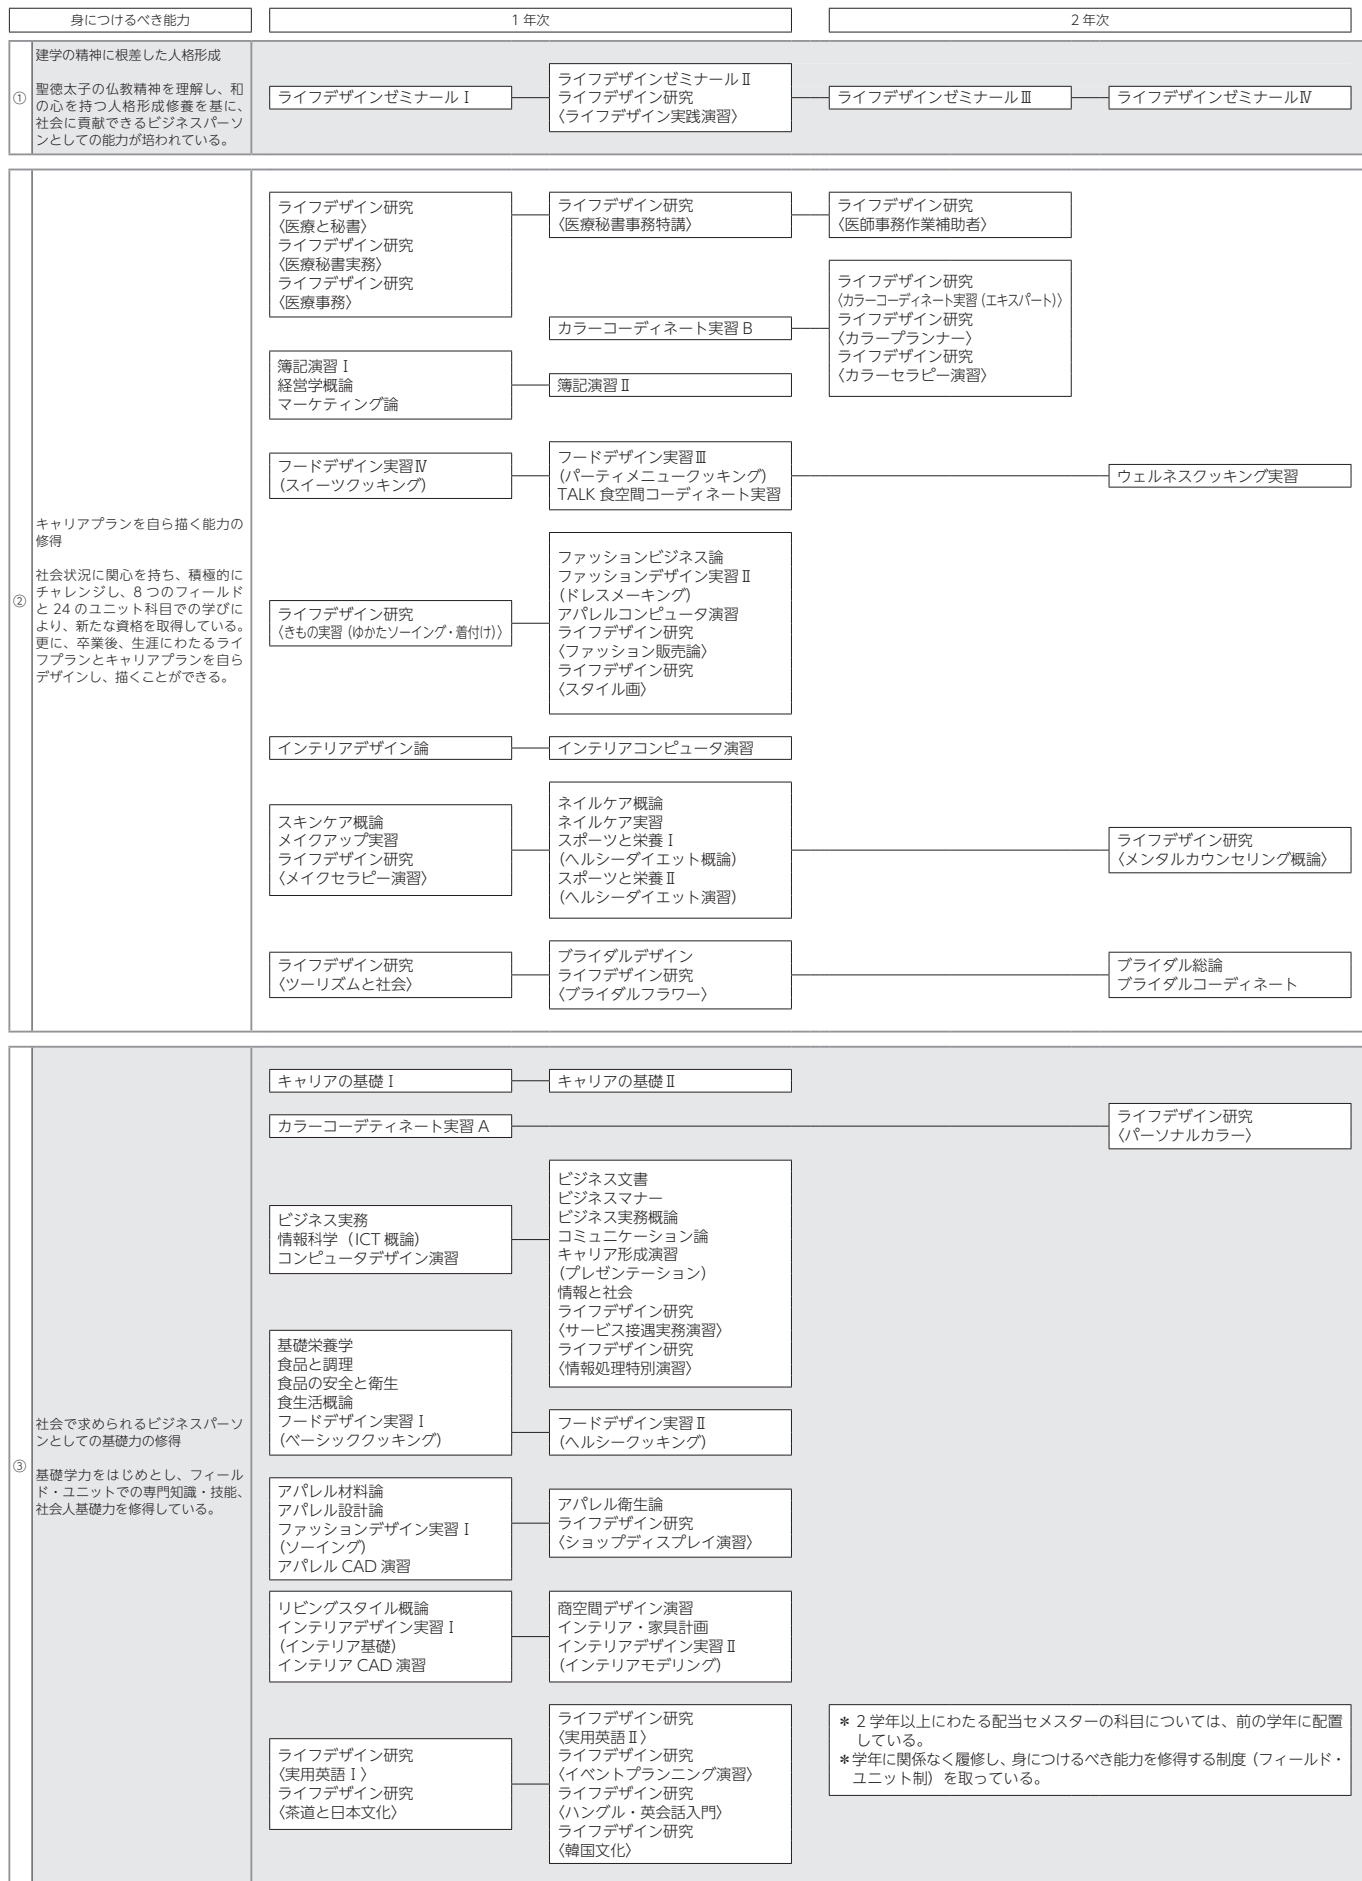 身につけるべき能力
1 年次
2 年次
①
建学の精神に根差した人格形成
聖徳太子の仏教精神を理解し、和
の心を持つ人格形成修養を基に、
社会に貢献できるビジネスパーソ
ンとしての能力が培われている。
ライフデザインゼミナールⅠ
ライフデザインゼミナールⅡ
ライフデザイン研究
〈ライフデザイン実践演習〉
ライフデザインゼミナールⅢ
ライフデザインゼミナールⅣ
②
キャリアプランを自ら描く能力の
修得
社会状況に関心を持ち、積極的に
チャレンジし、8 つのフィールド
と 24 のユニット科目での学びに
より、新たな資格を取得している。
更に、卒業後、生涯にわたるライ
フプランとキャリアプランを自ら
デザインし、描くことができる。
ライフデザイン研究
〈医療と秘書〉
ライフデザイン研究
〈医療秘書実務〉
ライフデザイン研究
〈医療事務〉
ライフデザイン研究
〈医療秘書事務特講〉
ライフデザイン研究
〈医師事務作業補助者〉
カラーコーディネート実習 B
ライフデザイン研究
〈カラーコーディネート実習(エキスパート)〉
ライフデザイン研究
〈カラープランナー〉
ライフデザイン研究
〈カラーセラピー演習〉
簿記演習Ⅰ
経営学概論
マーケティング論
簿記演習Ⅱ
フードデザイン実習Ⅳ
(スイーツクッキング)
フードデザイン実習Ⅲ
(パーティメニュークッキング)
TALK 食空間コーディネート実習
ウェルネスクッキング実習
ライフデザイン研究
〈きもの実習(ゆかたソーイング・着付け)〉
ファッションビジネス論
ファッションデザイン実習Ⅱ
(ドレスメーキング)
アパレルコンピュータ演習
ライフデザイン研究
〈ファッション販売論〉
ライフデザイン研究
〈スタイル画〉
インテリアデザイン論
インテリアコンピュータ演習
スキンケア概論
メイクアップ実習
ライフデザイン研究
〈メイクセラピー演習〉
ネイルケア概論
ネイルケア実習
スポーツと栄養Ⅰ
(ヘルシーダイエット概論)
スポーツと栄養Ⅱ
(ヘルシーダイエット演習)
ライフデザイン研究
〈メンタルカウンセリング概論〉
ライフデザイン研究
〈ツーリズムと社会〉
ブライダルデザイン
ライフデザイン研究
〈ブライダルフラワー〉
ブライダル総論
ブライダルコーディネート
③
社会で求められるビジネスパーソ
ンとしての基礎力の修得
基礎学力をはじめとし、フィール
ド・ユニットでの専門知識・技能、
社会人基礎力を修得している。
キャリアの基礎Ⅰ
キャリアの基礎Ⅱ
カラーコーデティネート実習 A
ライフデザイン研究
〈パーソナルカラー〉
ビジネス実務
情報科学(ICT 概論)
コンピュータデザイン演習
ビジネス文書
ビジネスマナー
ビジネス実務概論
コミュニケーション論
キャリア形成演習
(プレゼンテーション)
情報と社会
ライフデザイン研究
〈サービス接遇実務演習〉
ライフデザイン研究
〈情報処理特別演習〉
基礎栄養学
食品と調理
食品の安全と衛生
食生活概論
フードデザイン実習Ⅰ
(ベーシッククッキング)
フードデザイン実習Ⅱ
(ヘルシークッキング)
アパレル材料論
アパレル設計論
ファッションデザイン実習Ⅰ
(ソーイング)
アパレル CAD 演習
アパレル衛生論
ライフデザイン研究
〈ショップディスプレイ演習〉
リビングスタイル概論
インテリアデザイン実習Ⅰ
(インテリア基礎)
インテリア CAD 演習
商空間デザイン演習
インテリア・家具計画
インテリアデザイン実習Ⅱ
(インテリアモデリング)
ライフデザイン研究
〈実用英語Ⅰ〉
ライフデザイン研究
〈茶道と日本文化〉
ライフデザイン研究
〈実用英語Ⅱ〉
ライフデザイン研究
〈イベントプランニング演習〉
ライフデザイン研究
〈ハングル・英会話入門〉
ライフデザイン研究
〈韓国文化〉
＊ 2 学年以上にわたる配当セメスターの科目については、前の学年に配置
している。
＊学年に関係なく履修し、身につけるべき能力を修得する制度(フィールド・
ユニット制)を取っている。